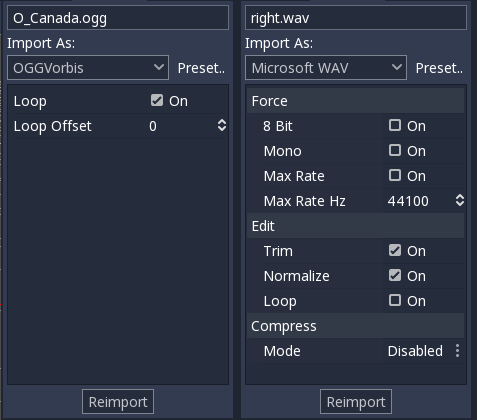 O_Canada.ogg
Import As:
OGGVorbis Preset..
Loop On
Loop Offset 0
Reimport
right.wav
Import As:
Microsoft WAV Preset..
Force
8 Bit On
Mono On
Max Rate On
Max Rate Hz 44100
Edit
Trim On
Normalize On
Loop On
Compress
Mode Disabled
Reimport